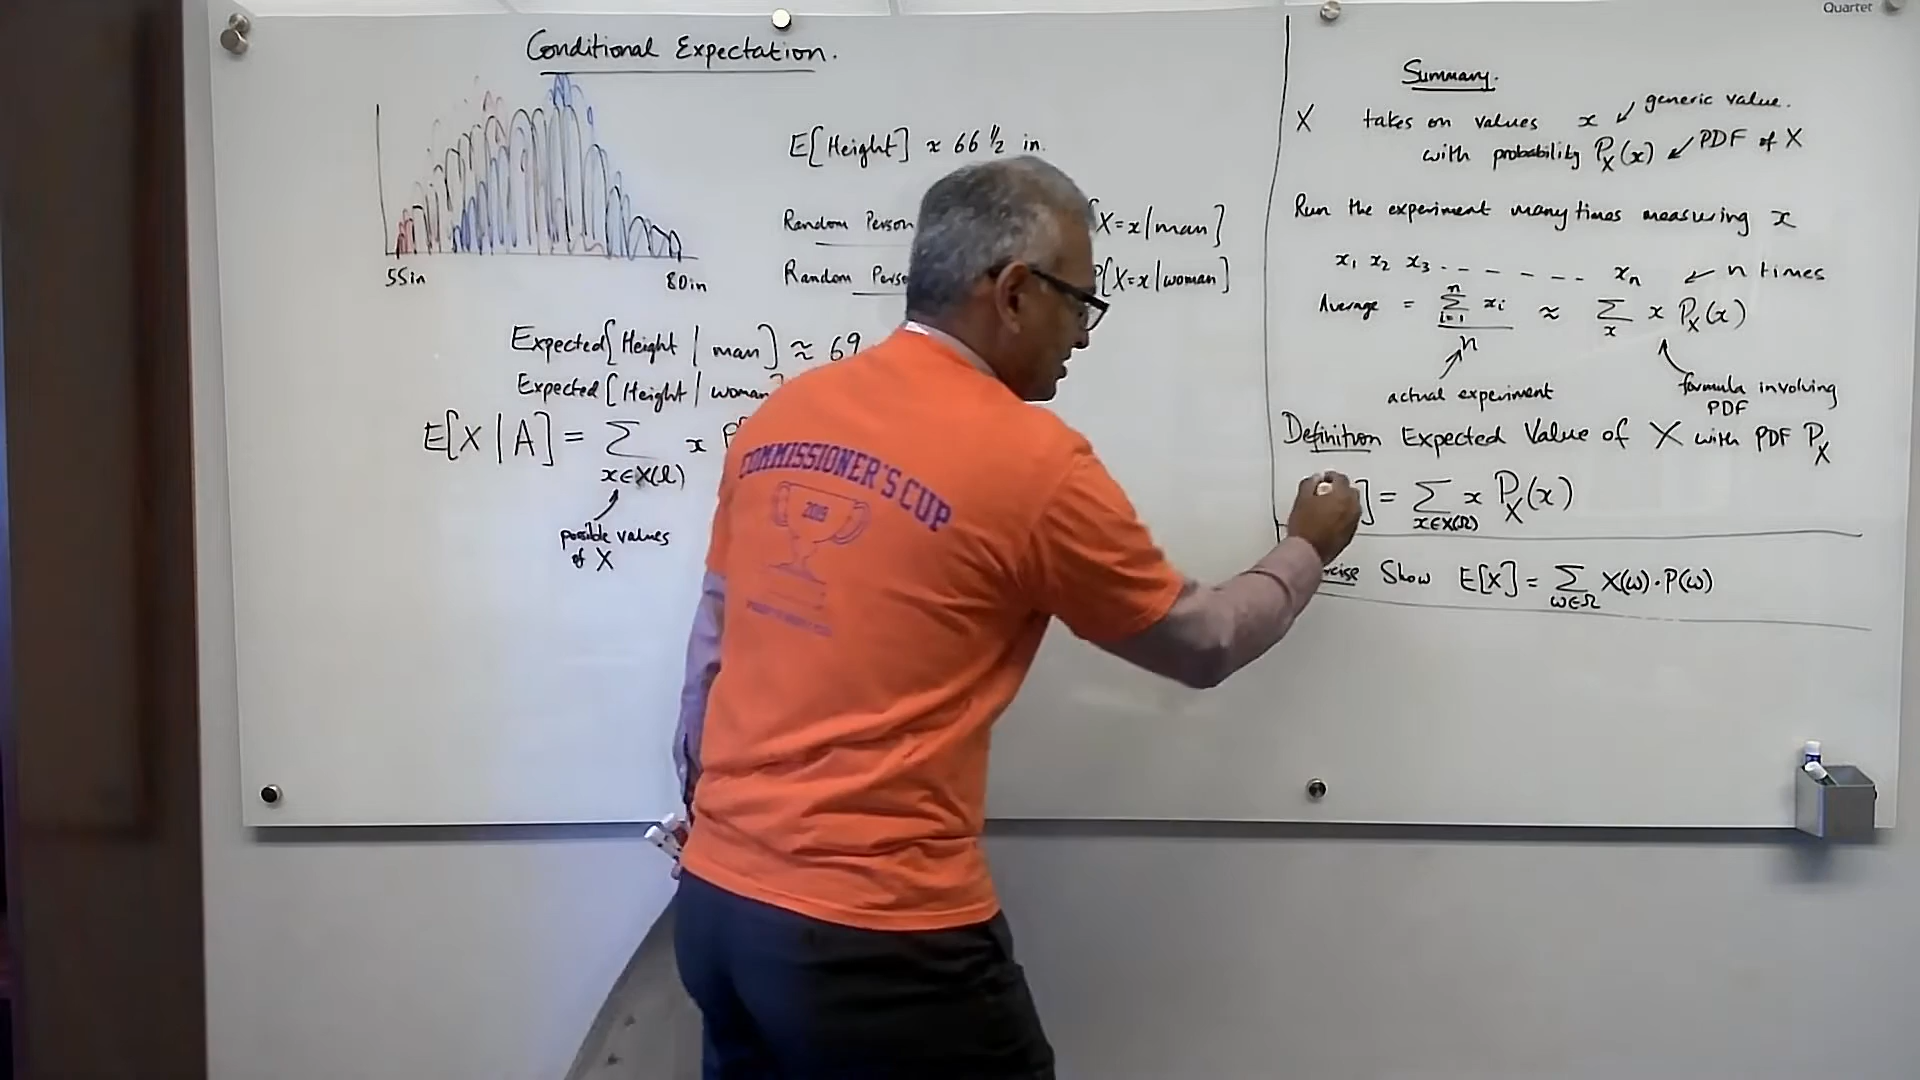 Quartet
Conditional Expectation.
55in
80in
E[Height] ≈ 66 1/2 in.
Random Person
X=x|man]
Random
P[X=x|woman]
Expected[Height | man] ≈ 69
Expected[Height | woman
E[X|A] = ∑ x
x∈X(Ω)
possible values
of X
COMMISSIONER'S CUP
2019
Summary.
generic value.
X takes on values x
with probability P_X(x) ↙ PDF of X
Run the experiment many times measuring x
x₁ x₂ x₃ . - - - - - - . xₙ ↙ n times
Average = ∑ xᵢ ≈ ∑ x P_X(x)
n
i=1
x
n
actual experiment
formula involving
PDF
Definition Expected Value of X with PDF P_X
] = ∑ x P_X(x)
x∈X(Ω)
Show E[X] = ∑ X(ω)·P(ω)
ω∈Ω